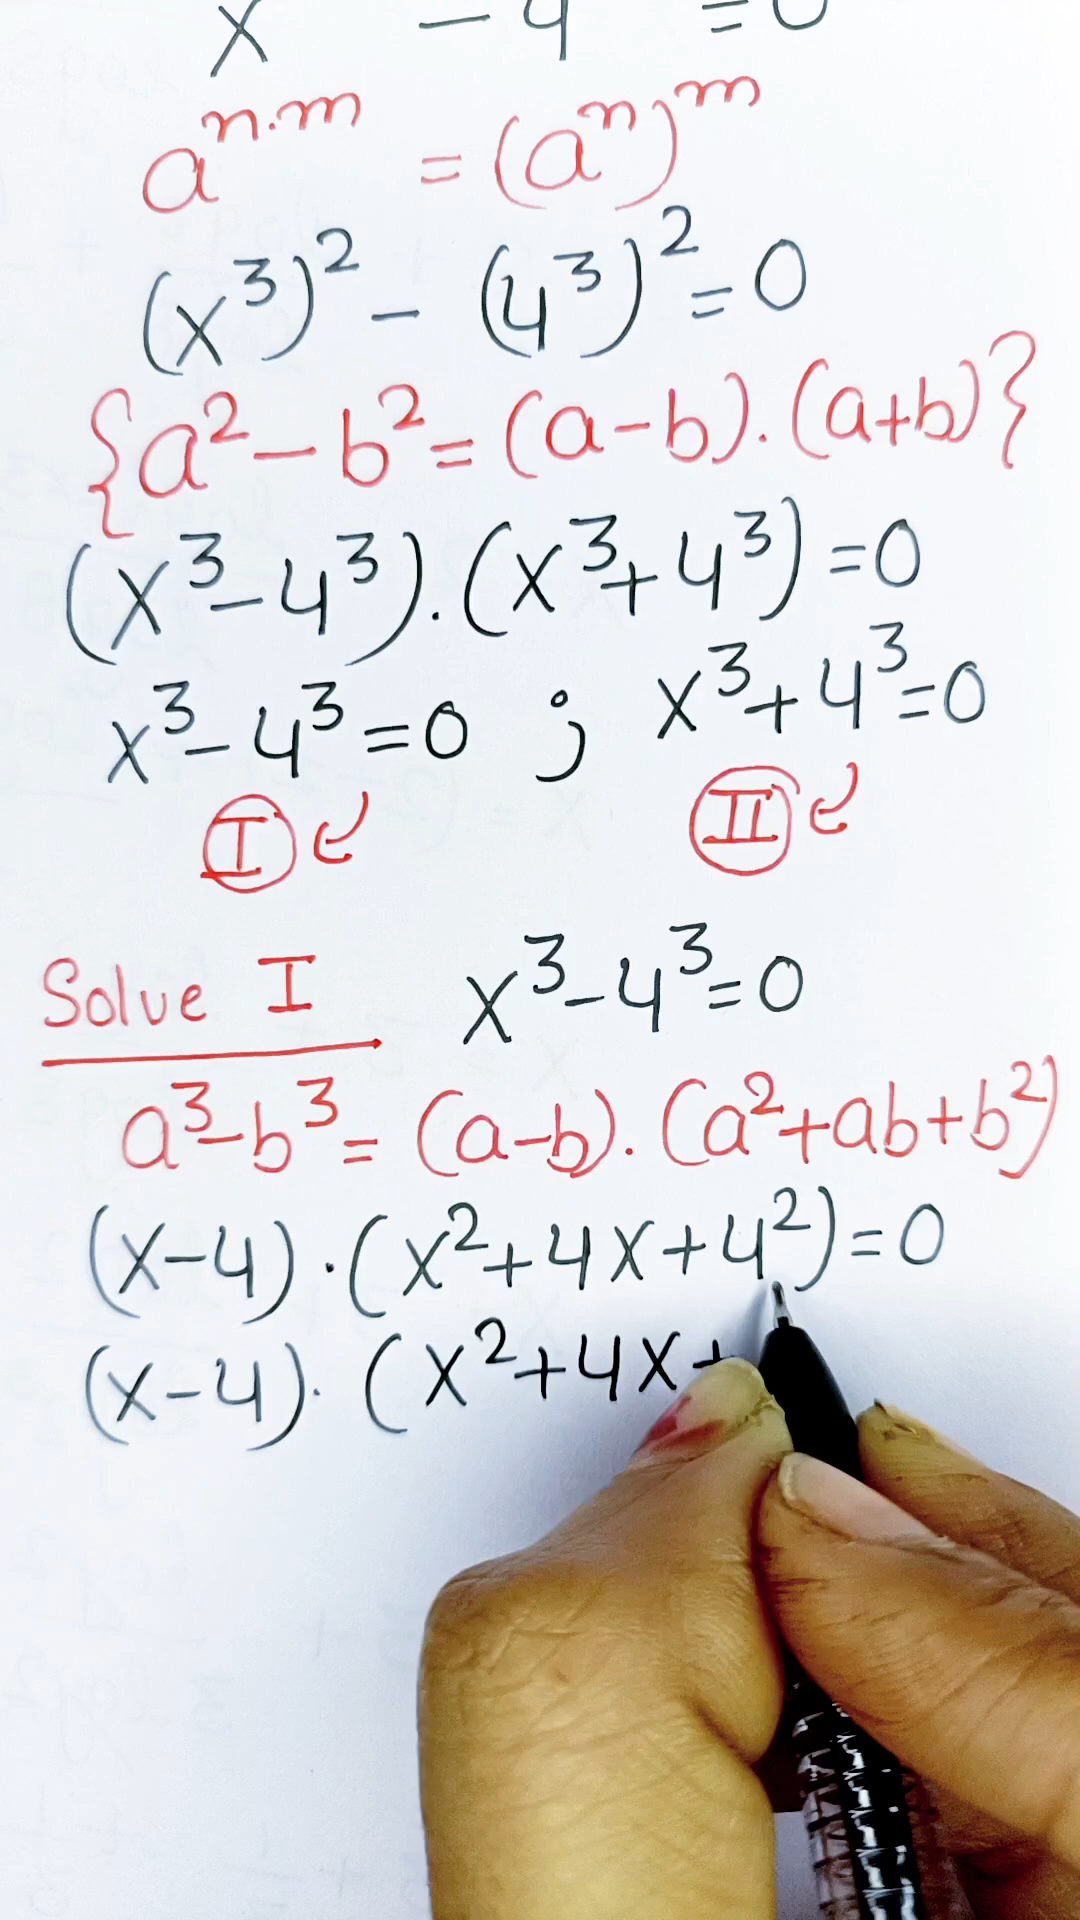 x - 4 = 0
a^{n.m} = (a^n)^m
(x^3)^2 - (4^3)^2 = 0
{a^2 - b^2 = (a-b).(a+b)}
(x^3-4^3).(x^3+4^3) = 0
x^3-4^3=0 ; x^3+4^3=0
I e II e
Solve I x^3-4^3=0
a^3-b^3 = (a-b).(a^2+ab+b^2)
(x-4).(x^2+4x+4^2)=0
(x-4).(x^2+4x+